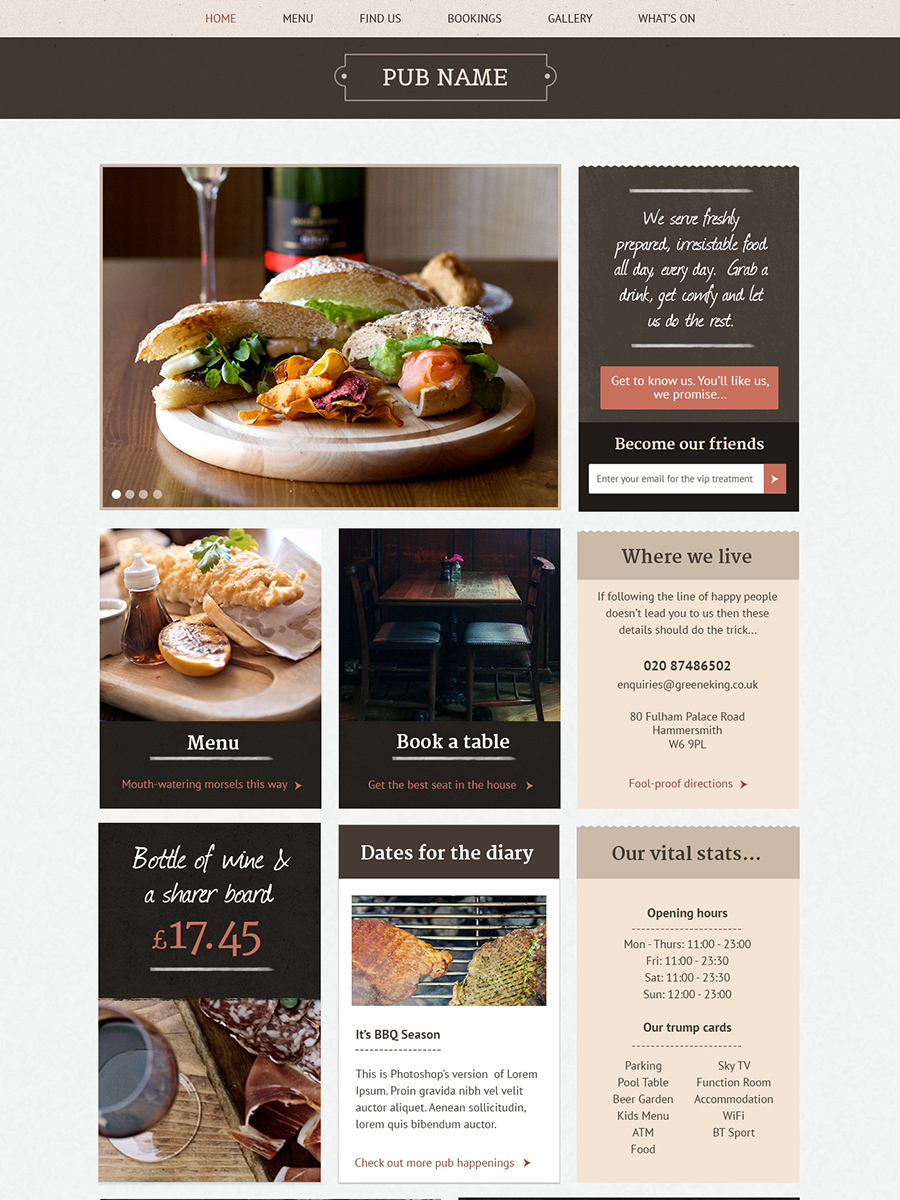 HOME MENU FIND US BOOKINGS GALLERY WHAT'S ON
PUB NAME
We serve freshly
prepared, irresistable food
all day, every day. Grab a
drink, get comfy and let
us do the rest.
Get to know us. You'll like us,
we promise...
Become our friends
Enter your email for the vip treatment
Menu
Mouth-watering morsels this way
Book a table
Get the best seat in the house
Where we live
If following the line of happy people
doesn't lead you to us then these
details should do the trick...
020 87486502
enquiries@greeneking.co.uk
80 Fulham Palace Road
Hammersmith
W6 9PL
Fool-proof directions
Bottle of wine &
a sharer board
£17.45
Dates for the diary
It's BBQ Season
This is Photoshop's version of Lorem
Ipsum. Proin gravida nibh vel velit
auctor aliquet. Aenean sollicitudin,
lorem quis bibendum auctor.
Check out more pub happenings
Our vital stats...
Opening hours
Mon - Thurs: 11:00 - 23:00
Fri: 11:00 - 23:30
Sat: 11:00 - 23:30
Sun: 12:00 - 23:00
Our trump cards
Parking
Pool Table
Beer Garden
Kids Menu
ATM
Food
Sky TV
Function Room
Accommodation
WiFi
BT Sport